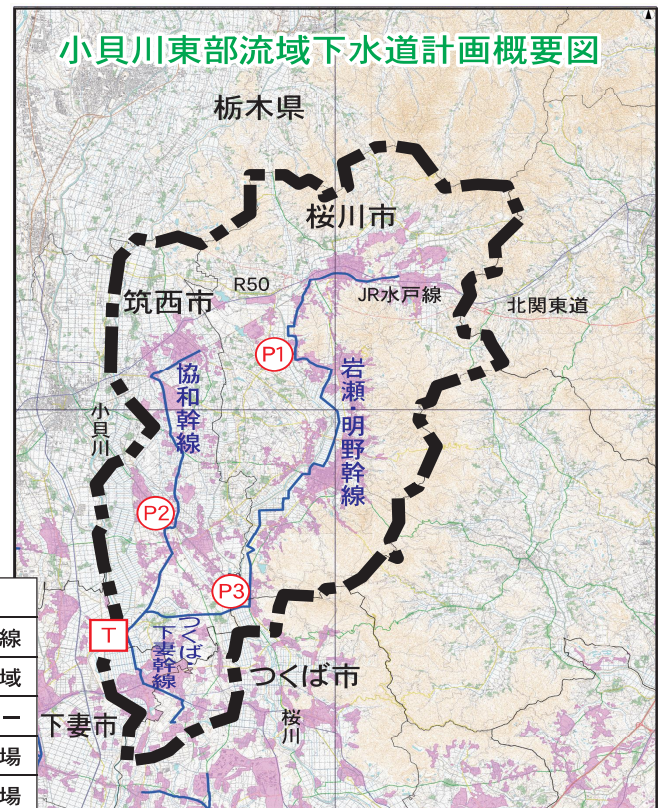 小貝川東部流域下水道計画概要図
栃木県
桜川市
R50
JR水戸線
筑西市
北関東道
P1
協和幹線
岩瀬・明野幹線
小貝川
P2
P3
T
線
つくば・
下妻幹線
域
つくば市
ー
下妻市
桜川
場
場